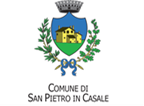 COMUNE DI
SAN PIETRO IN CASALE